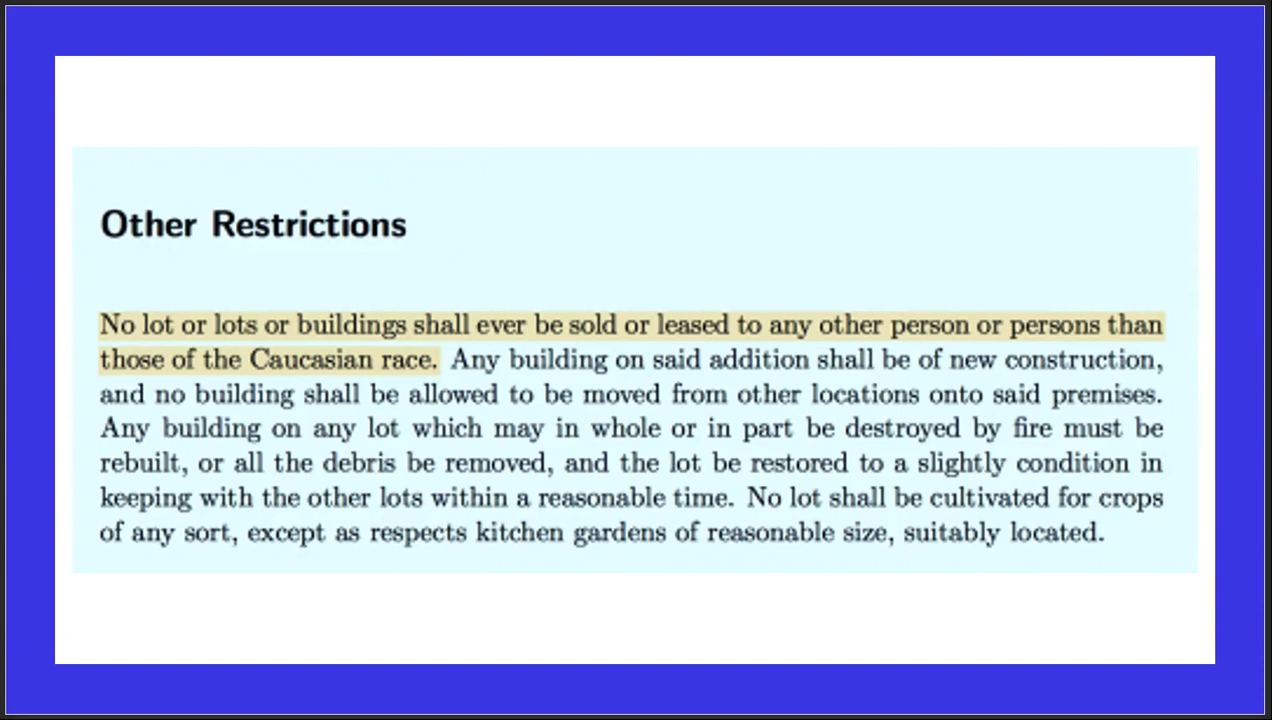 Other Restrictions
No lot or lots or buildings shall ever be sold or leased to any other person or persons than
those of the Caucasian race. Any building on said addition shall be of new construction,
and no building shall be allowed to be moved from other locations onto said premises.
Any building on any lot which may in whole or in part be destroyed by fire must be
rebuilt, or all the debris be removed, and the lot be restored to a slightly condition in
keeping with the other lots within a reasonable time. No lot shall be cultivated for crops
of any sort, except as respects kitchen gardens of reasonable size, suitably located.